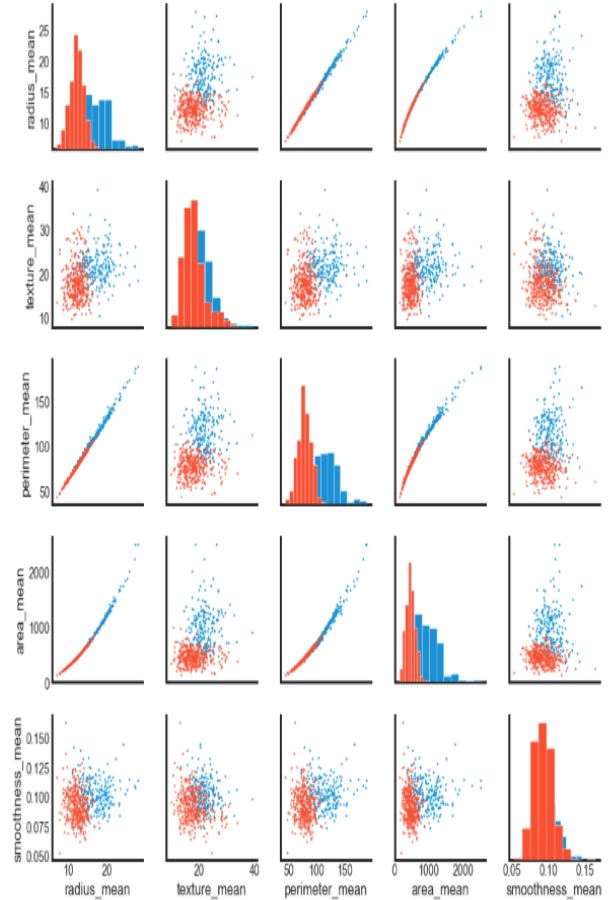 radius_mean
25
20
15
10
texture_mean
40
30
20
10
perimeter_mean
150
100
50
area_mean
2000
1000
0
smoothness_mean
0.150
0.125
0.100
0.075
0.050
10 20
20 40
50 100 150
0 1000 2000
0.05 0.10 0.15
radius_mean texture_mean perimeter_mean area_mean smoothness_mean